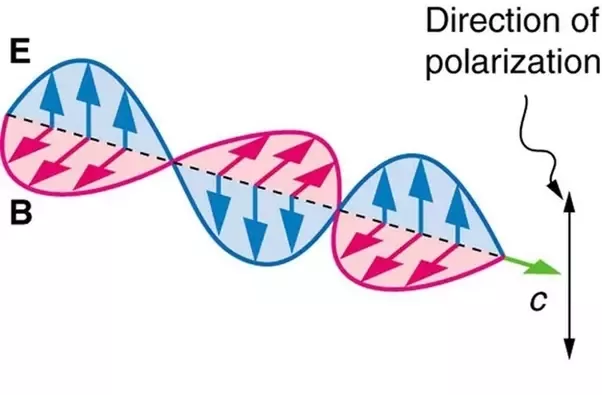 Direction of
polarization
E
B
c